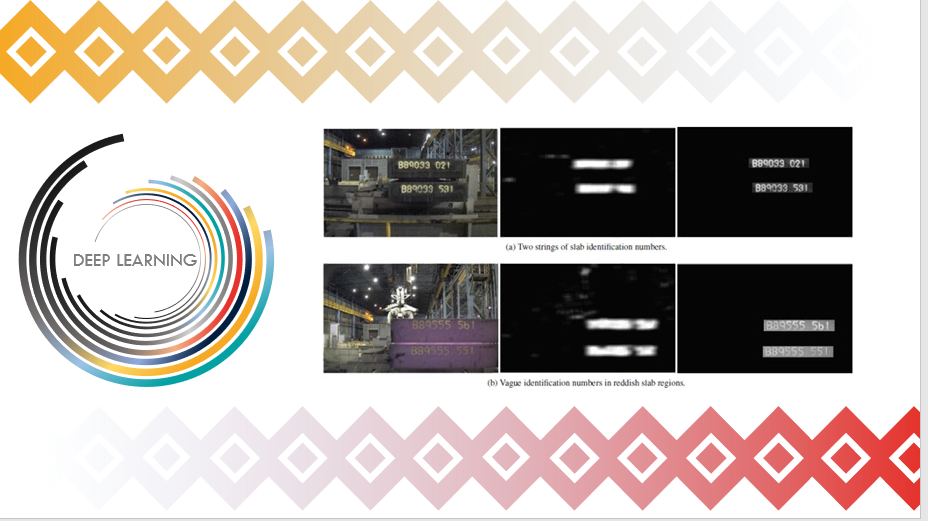 DEEP LEARNING
B89033 021
B89033 531
B89033 021
B89033 531
(a) Two strings of slab identification numbers.
B89555 561
B89555 551
B89555 561
B89555 551
(b) Vague identification numbers in reddish slab regions.